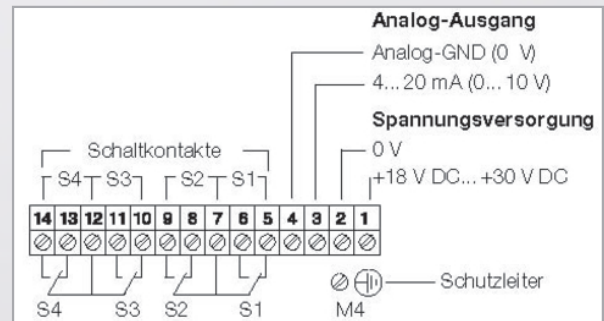 Analog-Ausgang
Analog-GND (0 V)
4... 20 mA (0... 10 V)
Spannungsversorgung
0 V
+18 V DC... +30 V DC
Schaltkontakte
S4 S3 S2 S1
14 13 12 11 10 9 8 7 6 5 4 3 2 1
S4 S3 S2 S1 M4 Schutzleiter